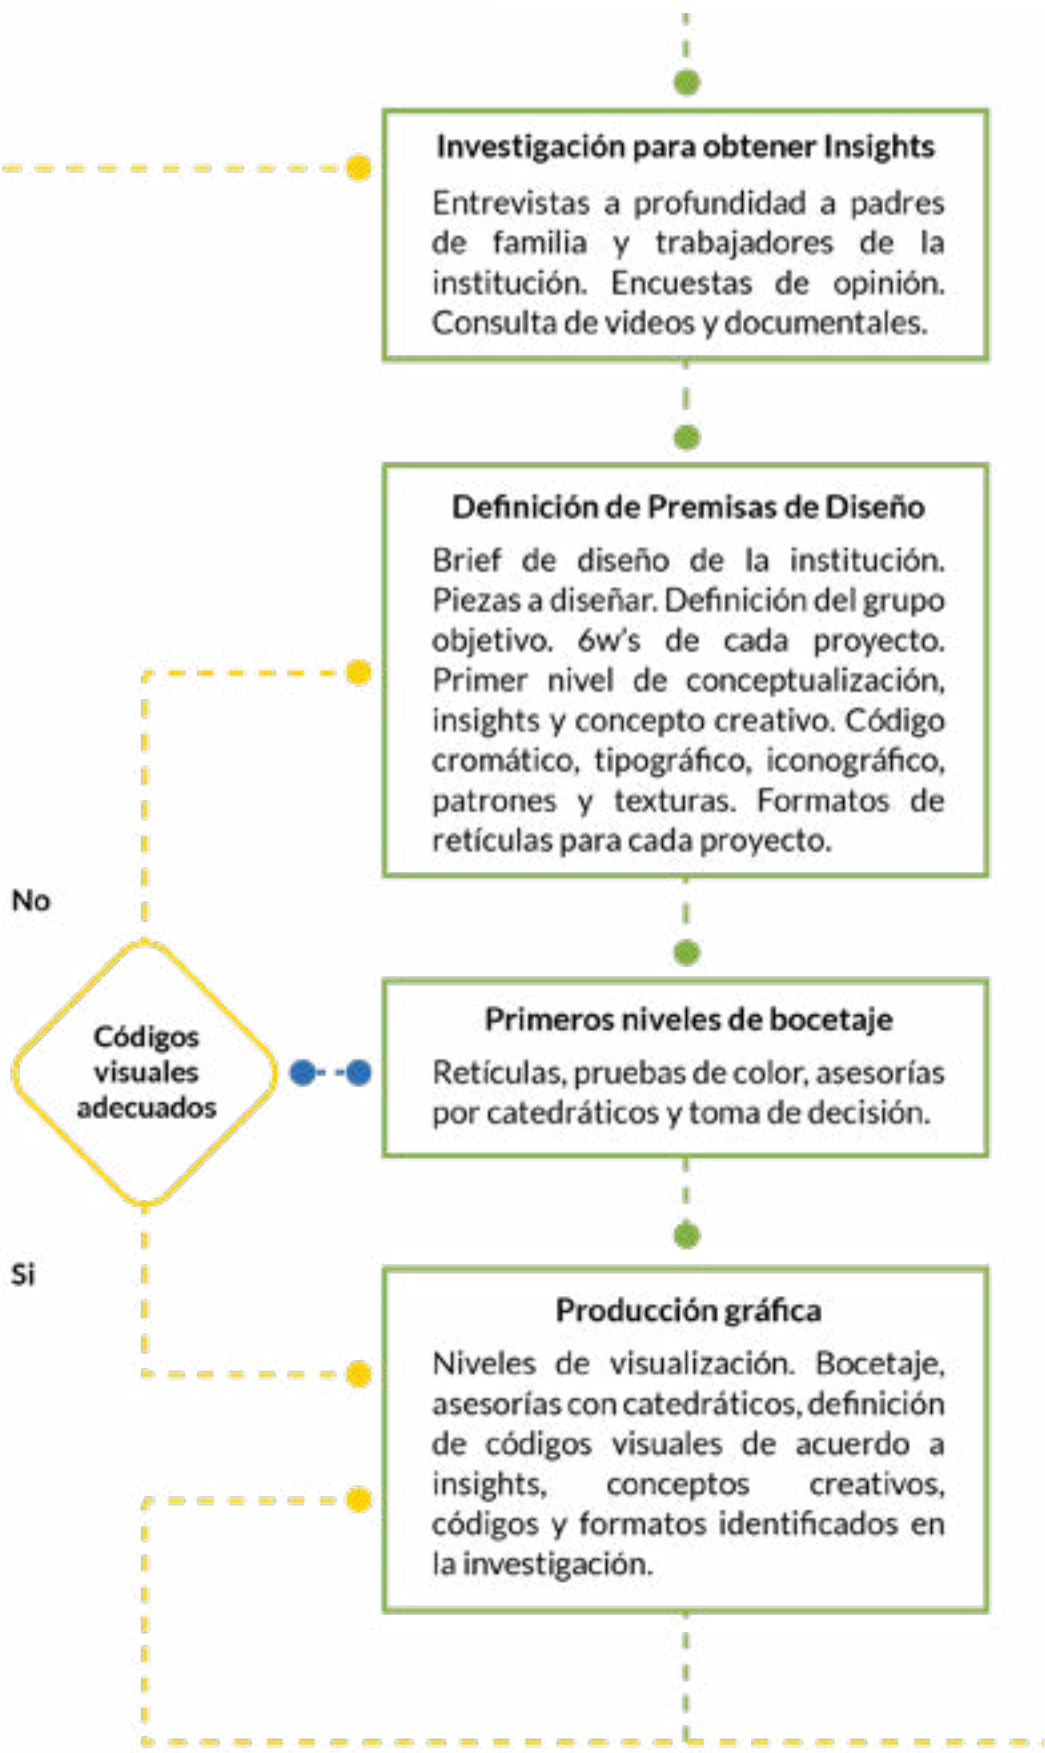 Investigación para obtener Insights
Entrevistas a profundidad a padres
de familia y trabajadores de la
institución. Encuestas de opinión.
Consulta de videos y documentales.
Definición de Premisas de Diseño
Brief de diseño de la institución.
Piezas a diseñar. Definición del grupo
objetivo. 6w's de cada proyecto.
Primer nivel de conceptualización,
insights y concepto creativo. Código
cromático, tipográfico, iconográfico,
patrones y texturas. Formatos de
retículas para cada proyecto.
No
Códigos
visuales
adecuados
Primeros niveles de bocetaje
Retículas, pruebas de color, asesorías
por catedráticos y toma de decisión.
Si
Producción gráfica
Niveles de visualización. Bocetaje,
asesorías con catedráticos, definición
de códigos visuales de acuerdo a
insights, conceptos creativos,
códigos y formatos identificados en
la investigación.